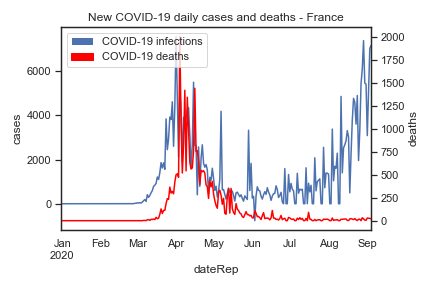 New COVID-19 daily cases and deaths - France
COVID-19 infections
COVID-19 deaths
cases
6000
4000
2000
0
deaths
2000
1750
1500
1250
1000
750
500
250
0
Jan Feb Mar Apr May Jun Jul Aug Sep
2020
dateRep